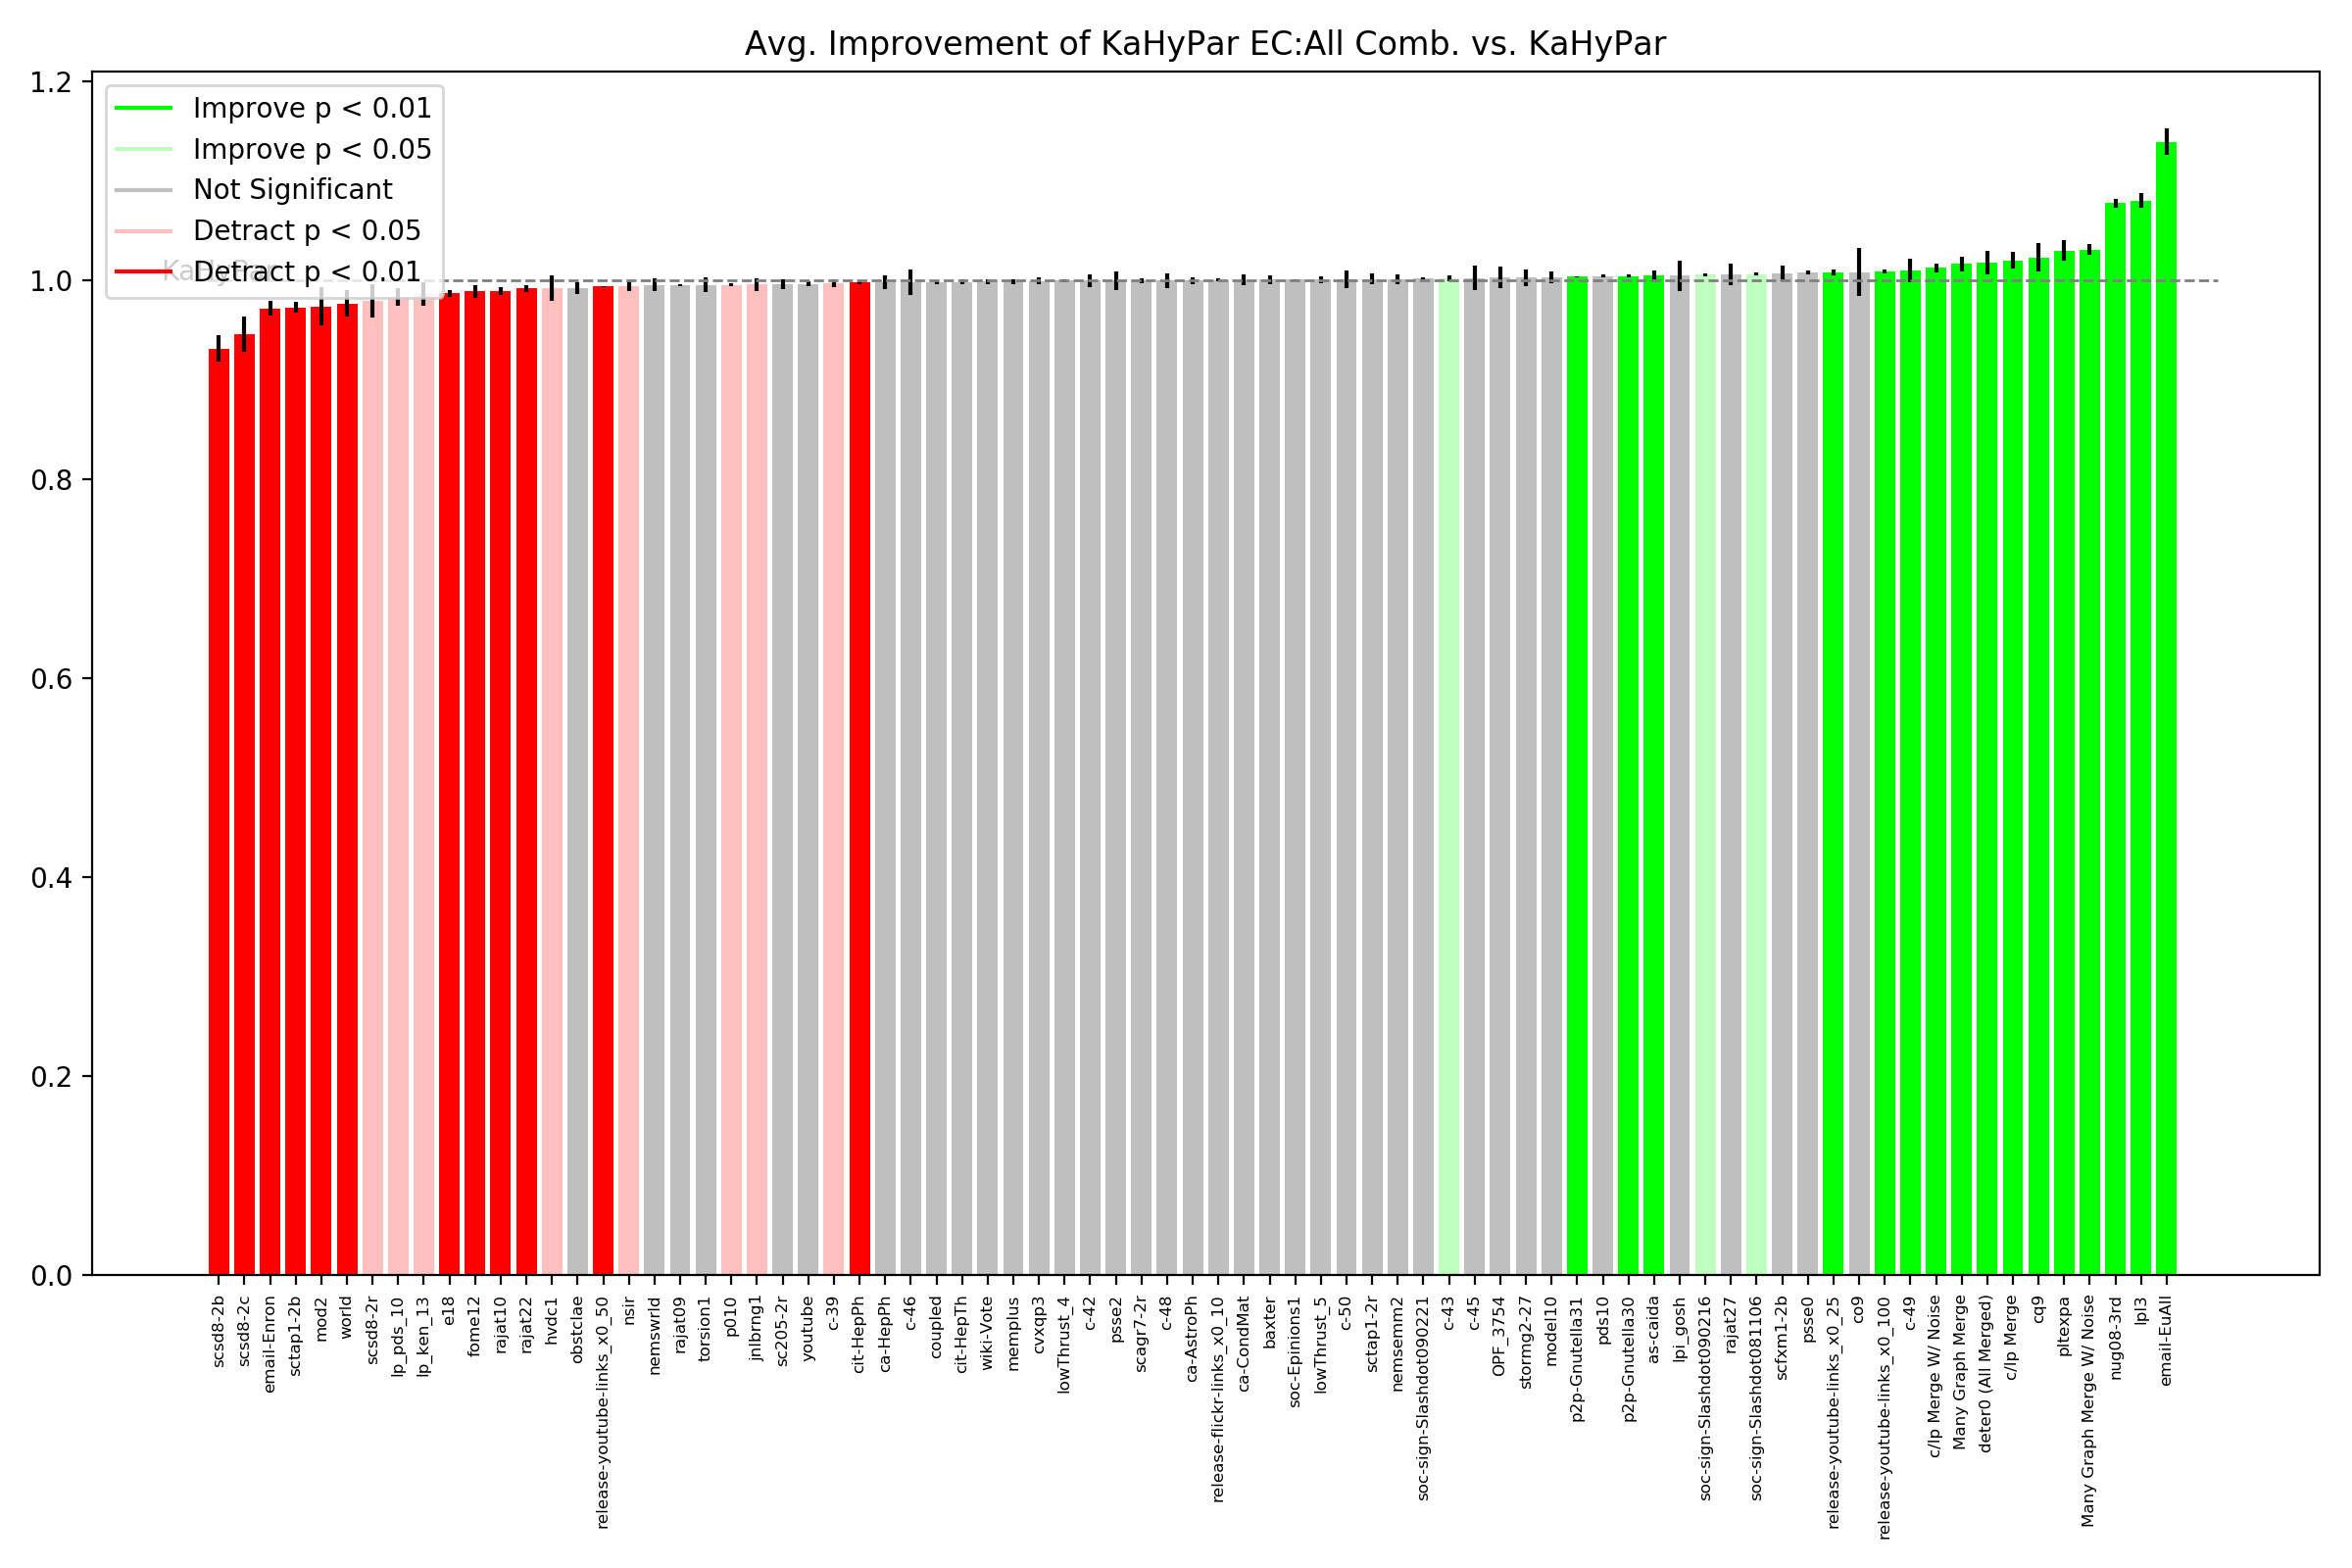 Avg. Improvement of KaHyPar EC:All Comb. vs. KaHyPar
1.2
1.0
0.8
0.6
0.4
0.2
0.0
Improve p < 0.01
Improve p < 0.05
Not Significant
Detract p < 0.05
Detract p < 0.01
KaHyPar
scsd8-2b
scsd8-2c
email-Enron
sctap1-2b
mod2
world
scsd8-2r
lp_pds_10
lp_ken_13
e18
fome12
rajat10
rajat22
hvdc1
obstclae
release-youtube-links_x0_50
nsir
nemswrld
rajat09
torsion1
p010
jnlbrng1
sc205-2r
youtube
c-39
cit-HepPh
ca-HepPh
c-46
coupled
cit-HepTh
wiki-Vote
memplus
cvxqp3
lowThrust_4
c-42
psse2
scagr7-2r
c-48
ca-AstroPh
release-flickr-links_x0_10
ca-CondMat
baxter
soc-Epinions1
lowThrust_5
c-50
sctap1-2r
nemsemm2
soc-sign-Slashdot090221
c-43
c-45
OPF_3754
stormg2-27
model10
p2p-Gnutella31
pds10
p2p-Gnutella30
as-caida
lpi_gosh
soc-sign-Slashdot090216
rajat27
soc-sign-Slashdot081106
scfxm1-2b
psse0
release-youtube-links_x0_25
co9
release-youtube-links_x0_100
c-49
c/lp Merge W/ Noise
Many Graph Merge
deter0 (All Merged)
c/lp Merge
cq9
pltexpa
Many Graph Merge W/ Noise
nug08-3rd
lpl3
email-EuAll